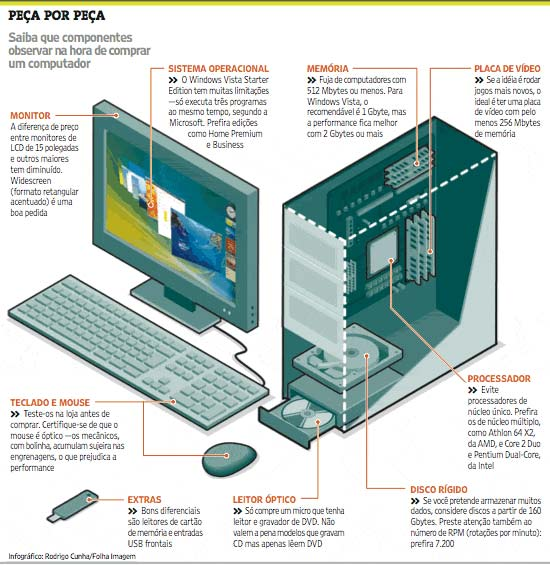 PEÇA POR PEÇA
Saiba que componentes
observar na hora de comprar
um computador
MONITOR
A diferença de preço
entre monitores de
LCD de 15 polegadas
e outros maiores
tem diminuído.
Widescreen
(formato retangular
acentuado) é uma
boa pedida
SISTEMA OPERACIONAL
>> O Windows Vista Starter
Edition tem muitas limitações
—só executa três programas
ao mesmo tempo, segundo a
Microsoft. Prefira edições
como Home Premium
e Business
MEMÓRIA
>> Fuja de computadores com
512 Mbytes ou menos. Para
Windows Vista, o
recomendável é 1 Gbyte, mas
a performance fica melhor
com 2 Gbytes ou mais
PLACA DE VÍDEO
>> Se a idéia é rodar
jogos mais novos, o
ideal é ter uma placa
de vídeo com pelo
menos 256 Mbytes
de memória
TECLADO E MOUSE
>> Teste-os na loja antes de
comprar. Certifique-se de que o
mouse é óptico —os mecânicos,
com bolinha, acumulam sujeira nas
engrenagens, o que prejudica a
performance
PROCESSADOR
>> Evite
processadores de
núcleo único. Prefira
os de núcleo múltiplo,
como Athlon 64 X2,
da AMD, e Core 2 Duo
e Pentium Dual-Core,
da Intel
EXTRAS
>> Bons diferenciais
são leitores de cartão
de memória e entradas
USB frontais
LEITOR ÓPTICO
>> Só compre um micro que tenha
leitor e gravador de DVD. Não
valem a pena modelos que gravam
CD mas apenas lêem DVD
DISCO RÍGIDO
>> Se você pretende armazenar muitos
dados, considere discos a partir de 160
Gbytes. Preste atenção também ao
número de RPM (rotações por minuto):
prefira 7.200
Infográfico: Rodrigo Cunha/Folha Imagem